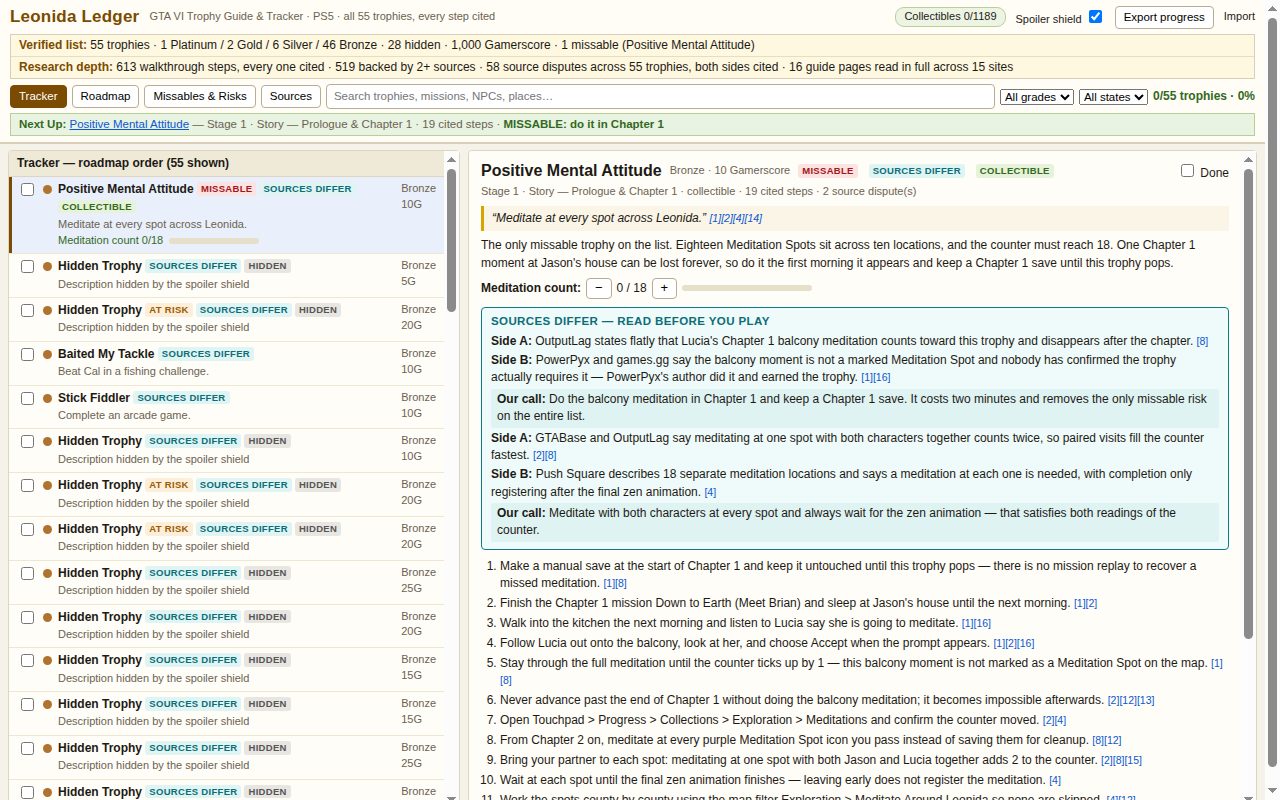 Leonida Ledger GTA VI Trophy Guide & Tracker · PS5 · all 55 trophies, every step cited Collectibles 0/1189 Spoiler shield Export progress Import
Verified list: 55 trophies · 1 Platinum / 2 Gold / 6 Silver / 46 Bronze · 28 hidden · 1,000 Gamerscore · 1 missable (Positive Mental Attitude)
Research depth: 613 walkthrough steps, every one cited · 519 backed by 2+ sources · 58 source disputes across 55 trophies, both sides cited · 16 guide pages read in full across 15 sites
Tracker Roadmap Missables & Risks Sources Search trophies, missions, NPCs, places… All grades All states 0/55 trophies · 0%
Next Up: Positive Mental Attitude — Stage 1 · Story — Prologue & Chapter 1 · 19 cited steps · MISSABLE: do it in Chapter 1
Tracker — roadmap order (55 shown)
Positive Mental Attitude MISSABLE SOURCES DIFFER Bronze
COLLECTIBLE 10G
Meditate at every spot across Leonida.
Meditation count 0/18
Hidden Trophy SOURCES DIFFER HIDDEN Bronze
Description hidden by the spoiler shield 5G
Hidden Trophy AT RISK SOURCES DIFFER HIDDEN Bronze
Description hidden by the spoiler shield 20G
Baited My Tackle SOURCES DIFFER Bronze
Beat Cal in a fishing challenge. 10G
Stick Fiddler SOURCES DIFFER Bronze
Complete an arcade game. 10G
Hidden Trophy SOURCES DIFFER HIDDEN Bronze
Description hidden by the spoiler shield 10G
Hidden Trophy AT RISK SOURCES DIFFER HIDDEN Bronze
Description hidden by the spoiler shield 20G
Hidden Trophy AT RISK SOURCES DIFFER HIDDEN Bronze
Description hidden by the spoiler shield 20G
Hidden Trophy SOURCES DIFFER HIDDEN Bronze
Description hidden by the spoiler shield 25G
Hidden Trophy SOURCES DIFFER HIDDEN Bronze
Description hidden by the spoiler shield 20G
Hidden Trophy SOURCES DIFFER HIDDEN Bronze
Description hidden by the spoiler shield 15G
Hidden Trophy SOURCES DIFFER HIDDEN Bronze
Description hidden by the spoiler shield 15G
Hidden Trophy SOURCES DIFFER HIDDEN Bronze
Description hidden by the spoiler shield 25G
Hidden Trophy SOURCES DIFFER HIDDEN Bronze
Positive Mental Attitude Bronze · 10 Gamerscore MISSABLE SOURCES DIFFER COLLECTIBLE Done
Stage 1 · Story — Prologue & Chapter 1 · collectible · 19 cited steps · 2 source dispute(s)
“Meditate at every spot across Leonida.” [1][2][4][14]
The only missable trophy on the list. Eighteen Meditation Spots sit across ten locations, and the counter must reach 18. One Chapter 1
moment at Jason's house can be lost forever, so do it the first morning it appears and keep a Chapter 1 save until this trophy pops.
Meditation count: − 0 / 18 +
SOURCES DIFFER — READ BEFORE YOU PLAY
Side A: OutputLag states flatly that Lucia's Chapter 1 balcony meditation counts toward this trophy and disappears after the chapter. [8]
Side B: PowerPyx and games.gg say the balcony moment is not a marked Meditation Spot and nobody has confirmed the trophy
actually requires it — PowerPyx's author did it and earned the trophy. [1][16]
Our call: Do the balcony meditation in Chapter 1 and keep a Chapter 1 save. It costs two minutes and removes the only missable risk
on the entire list.
Side A: GTABase and OutputLag say meditating at one spot with both characters together counts twice, so paired visits fill the counter
fastest. [2][8]
Side B: Push Square describes 18 separate meditation locations and says a meditation at each one is needed, with completion only
registering after the final zen animation. [4]
Our call: Meditate with both characters at every spot and always wait for the zen animation — that satisfies both readings of the
counter.
1. Make a manual save at the start of Chapter 1 and keep it untouched until this trophy pops — there is no mission replay to recover a
missed meditation. [1][8]
2. Finish the Chapter 1 mission Down to Earth (Meet Brian) and sleep at Jason's house until the next morning. [1][2]
3. Walk into the kitchen the next morning and listen to Lucia say she is going to meditate. [1][16]
4. Follow Lucia out onto the balcony, look at her, and choose Accept when the prompt appears. [1][2][16]
5. Stay through the full meditation until the counter ticks up by 1 — this balcony moment is not marked as a Meditation Spot on the map. [1]
[8]
6. Never advance past the end of Chapter 1 without doing the balcony meditation; it becomes impossible afterwards. [2][12][13]
7. Open Touchpad > Progress > Collections > Exploration > Meditations and confirm the counter moved. [2][4]
8. From Chapter 2 on, meditate at every purple Meditation Spot icon you pass instead of saving them for cleanup. [8][12]
9. Bring your partner to each spot: meditating at one spot with both Jason and Lucia together adds 2 to the counter. [2][8][15]
10. Wait at each spot until the final zen animation finishes — leaving early does not register the meditation. [4]
11. Work the spots county by county using the map filter Exploration > Meditate Around Leonida so none are skipped. [4][12]